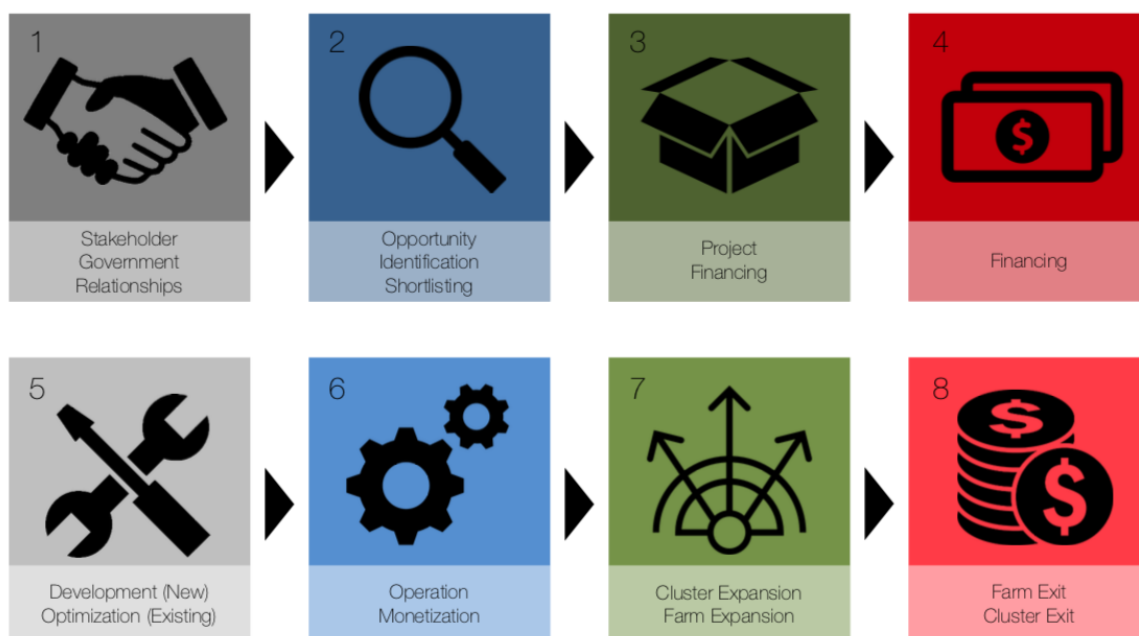 1
Stakeholder
Government
Relationships
2
Opportunity
Identification
Shortlisting
3
Project
Financing
4
$
Financing
5
Development (New)
Optimization (Existing)
6
Operation
Monetization
7
Cluster Expansion
Farm Expansion
8
$
$
Farm Exit
Cluster Exit